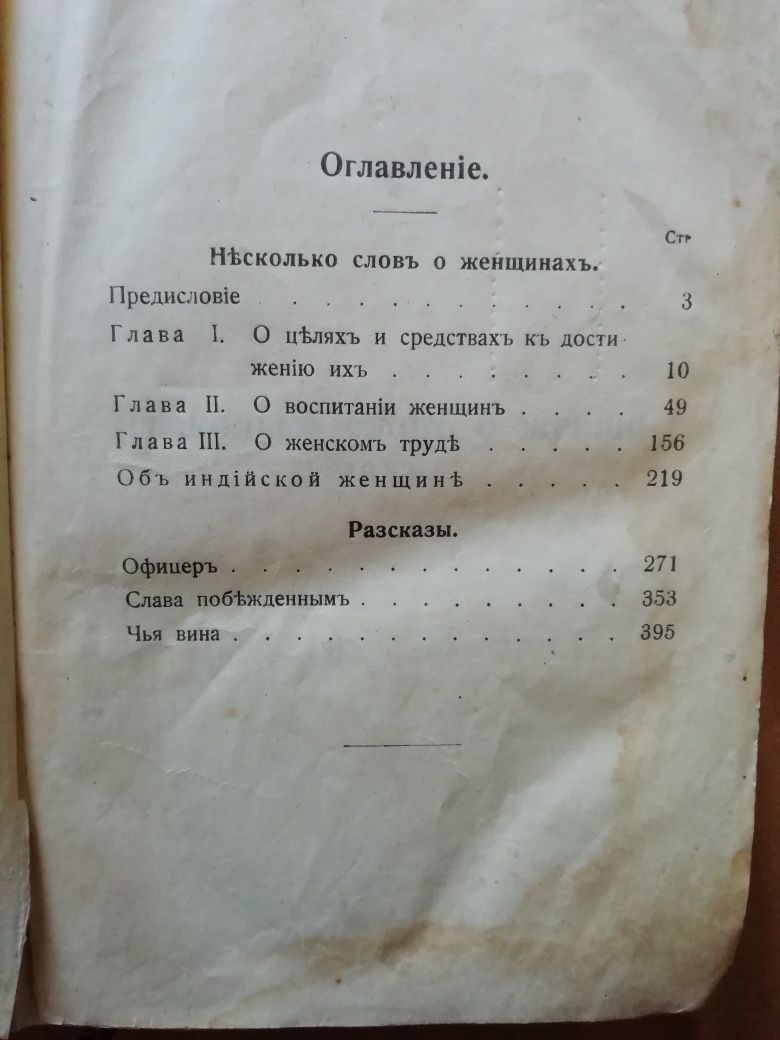 Оглавленіе.
Стр
Нѣсколько словъ о женщинахъ.
Предисловіе . . . . . . . . . . . . 3
Глава I. О цѣляхъ и средствахъ къ дости-
женію ихъ . . . . . . . . 10
Глава II. О воспитаніи женщин . . . . 49
Глава III. О женскомъ трудѣ . . . . . 156
Объ индійской женщинѣ . . . . . 219
Разсказы.
Офицеръ . . . . . . . . . . . . . 271
Слава побѣжденнымъ . . . . . . . . . 353
Чья вина . . . . . . . . . . . . . 395